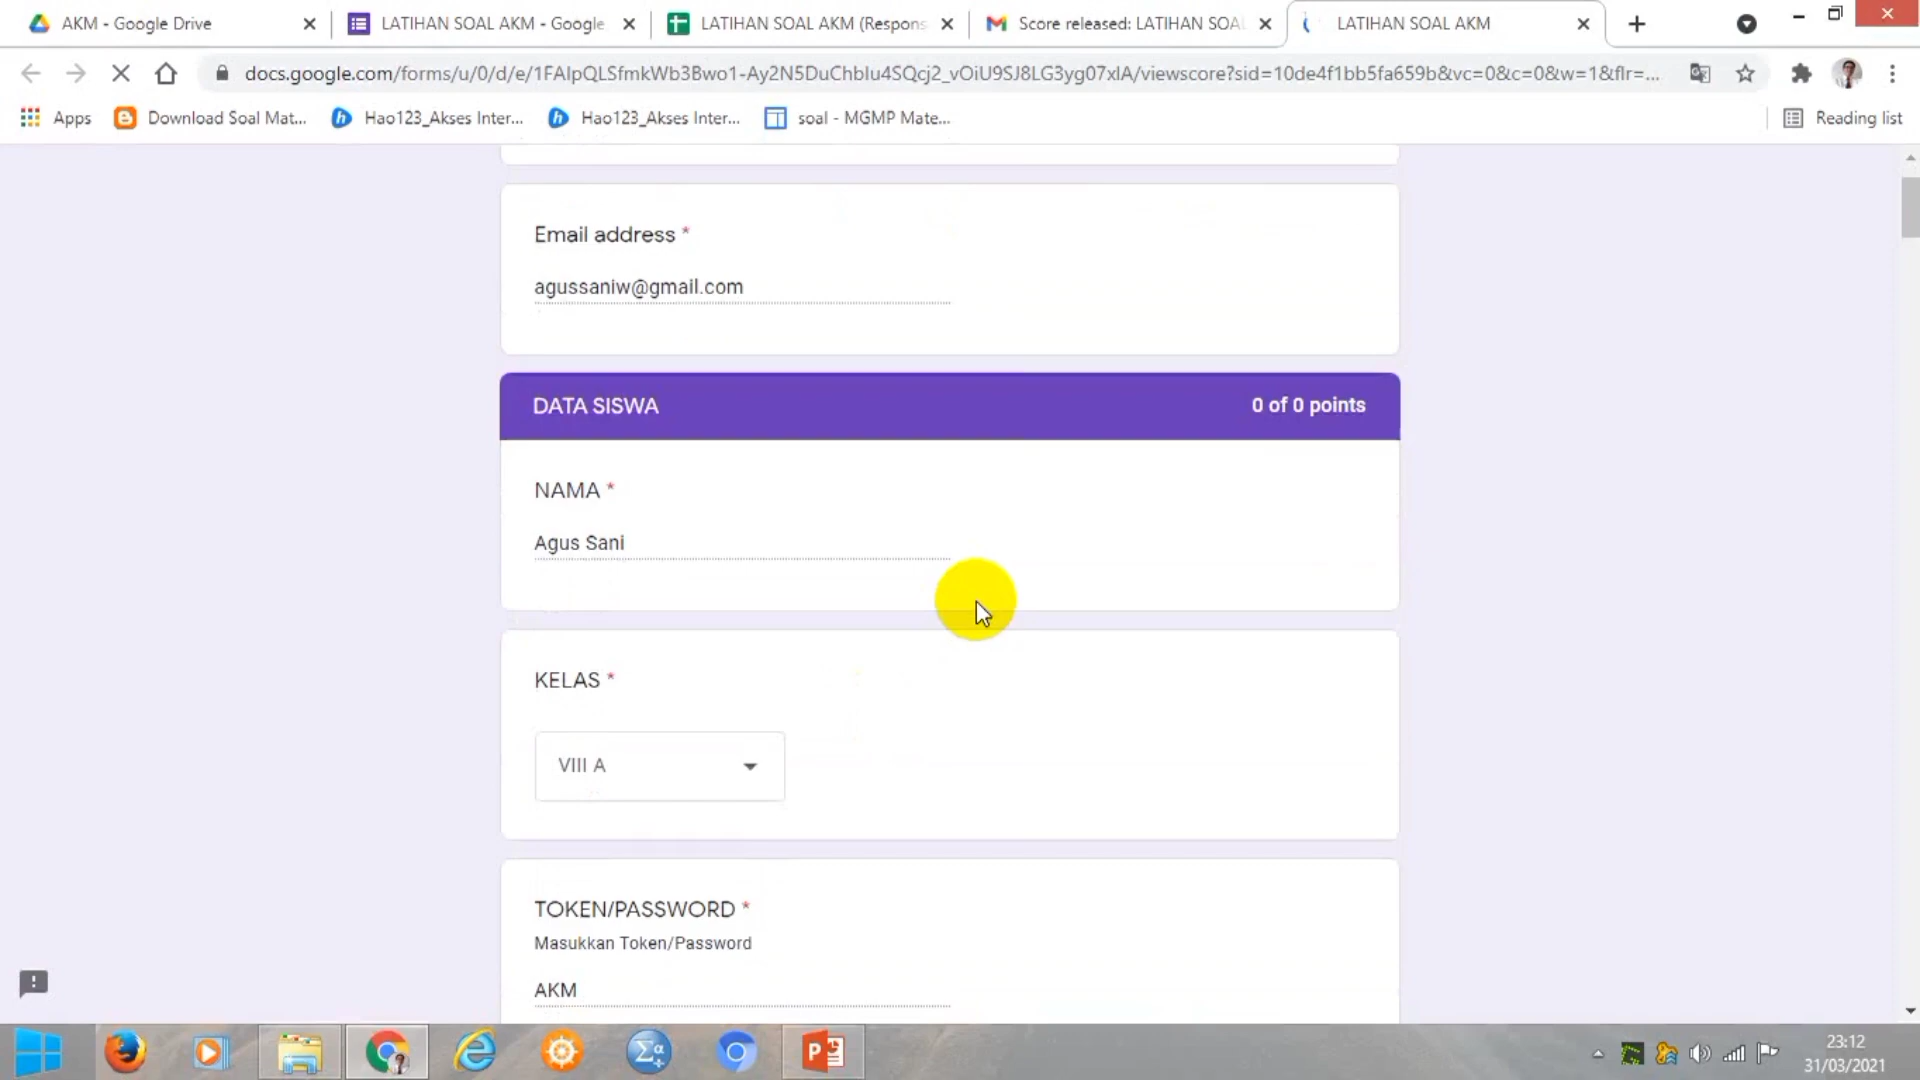 AKM - Google Drive
LATIHAN SOAL AKM - Google
LATIHAN SOAL AKM (Respons
Score released: LATIHAN SOAL
LATIHAN SOAL AKM
docs.google.com/forms/u/0/d/e/1FAIpQLSfmkWb3Bwo1-Ay2N5DuChbIu4SQcj2_vOiU9SJ8LG3yg07xIA/viewscore?sid=10de4f1bb5fa659b&vc=0&c=0&w=1&flr=...
Apps
Download Soal Mat...
Hao123_Akses Inter...
Hao123_Akses Inter...
soal - MGMP Mate...
Reading list
Email address *
agussaniw@gmail.com
DATA SISWA
0 of 0 points
NAMA *
Agus Sani
KELAS *
VIII A
TOKEN/PASSWORD *
Masukkan Token/Password
AKM
23:12
31/03/2021